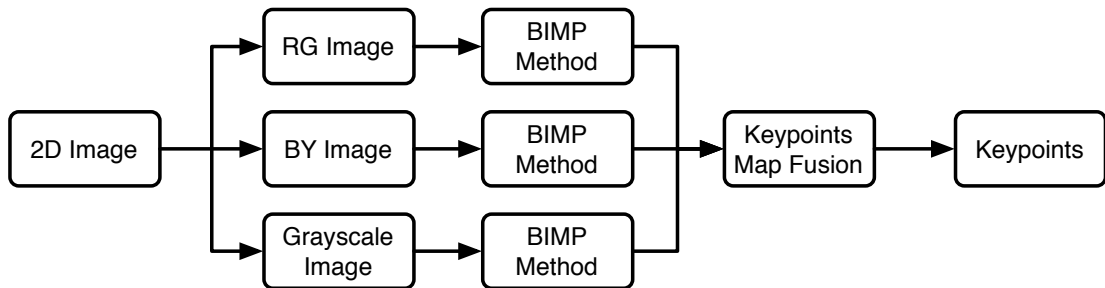 2D Image
RG Image
BY Image
Grayscale
Image
BIMP
Method
BIMP
Method
BIMP
Method
Keypoints
Map Fusion
Keypoints